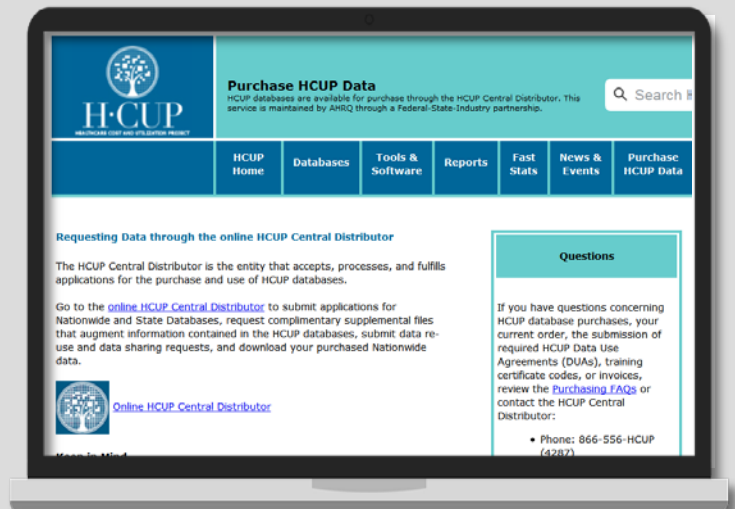 Purchase HCUP Data
HCUP databases are available for purchase through the HCUP Central Distributor. This
service is maintained by AHRQ through a Federal-State-Industry partnership.
Search
H·CUP
HEALTHCARE COST AND UTILIZATION PROJECT
HCUP
Home
Databases
Tools &
Software
Reports
Fast
Stats
News &
Events
Purchase
HCUP Data
Requesting Data through the online HCUP Central Distributor
The HCUP Central Distributor is the entity that accepts, processes, and fulfills
applications for the purchase and use of HCUP databases.
Go to the online HCUP Central Distributor to submit applications for
Nationwide and State Databases, request complimentary supplemental files
that augment information contained in the HCUP databases, submit data re-
use and data sharing requests, and download your purchased Nationwide
data.
Online HCUP Central Distributor
Keep in Mind
Questions
If you have questions concerning
HCUP database purchases, your
current order, the submission of
required HCUP Data Use
Agreements (DUAs), training
certificate codes, or invoices,
review the Purchasing FAQs or
contact the HCUP Central
Distributor:
• Phone: 866-556-HCUP
(4287)